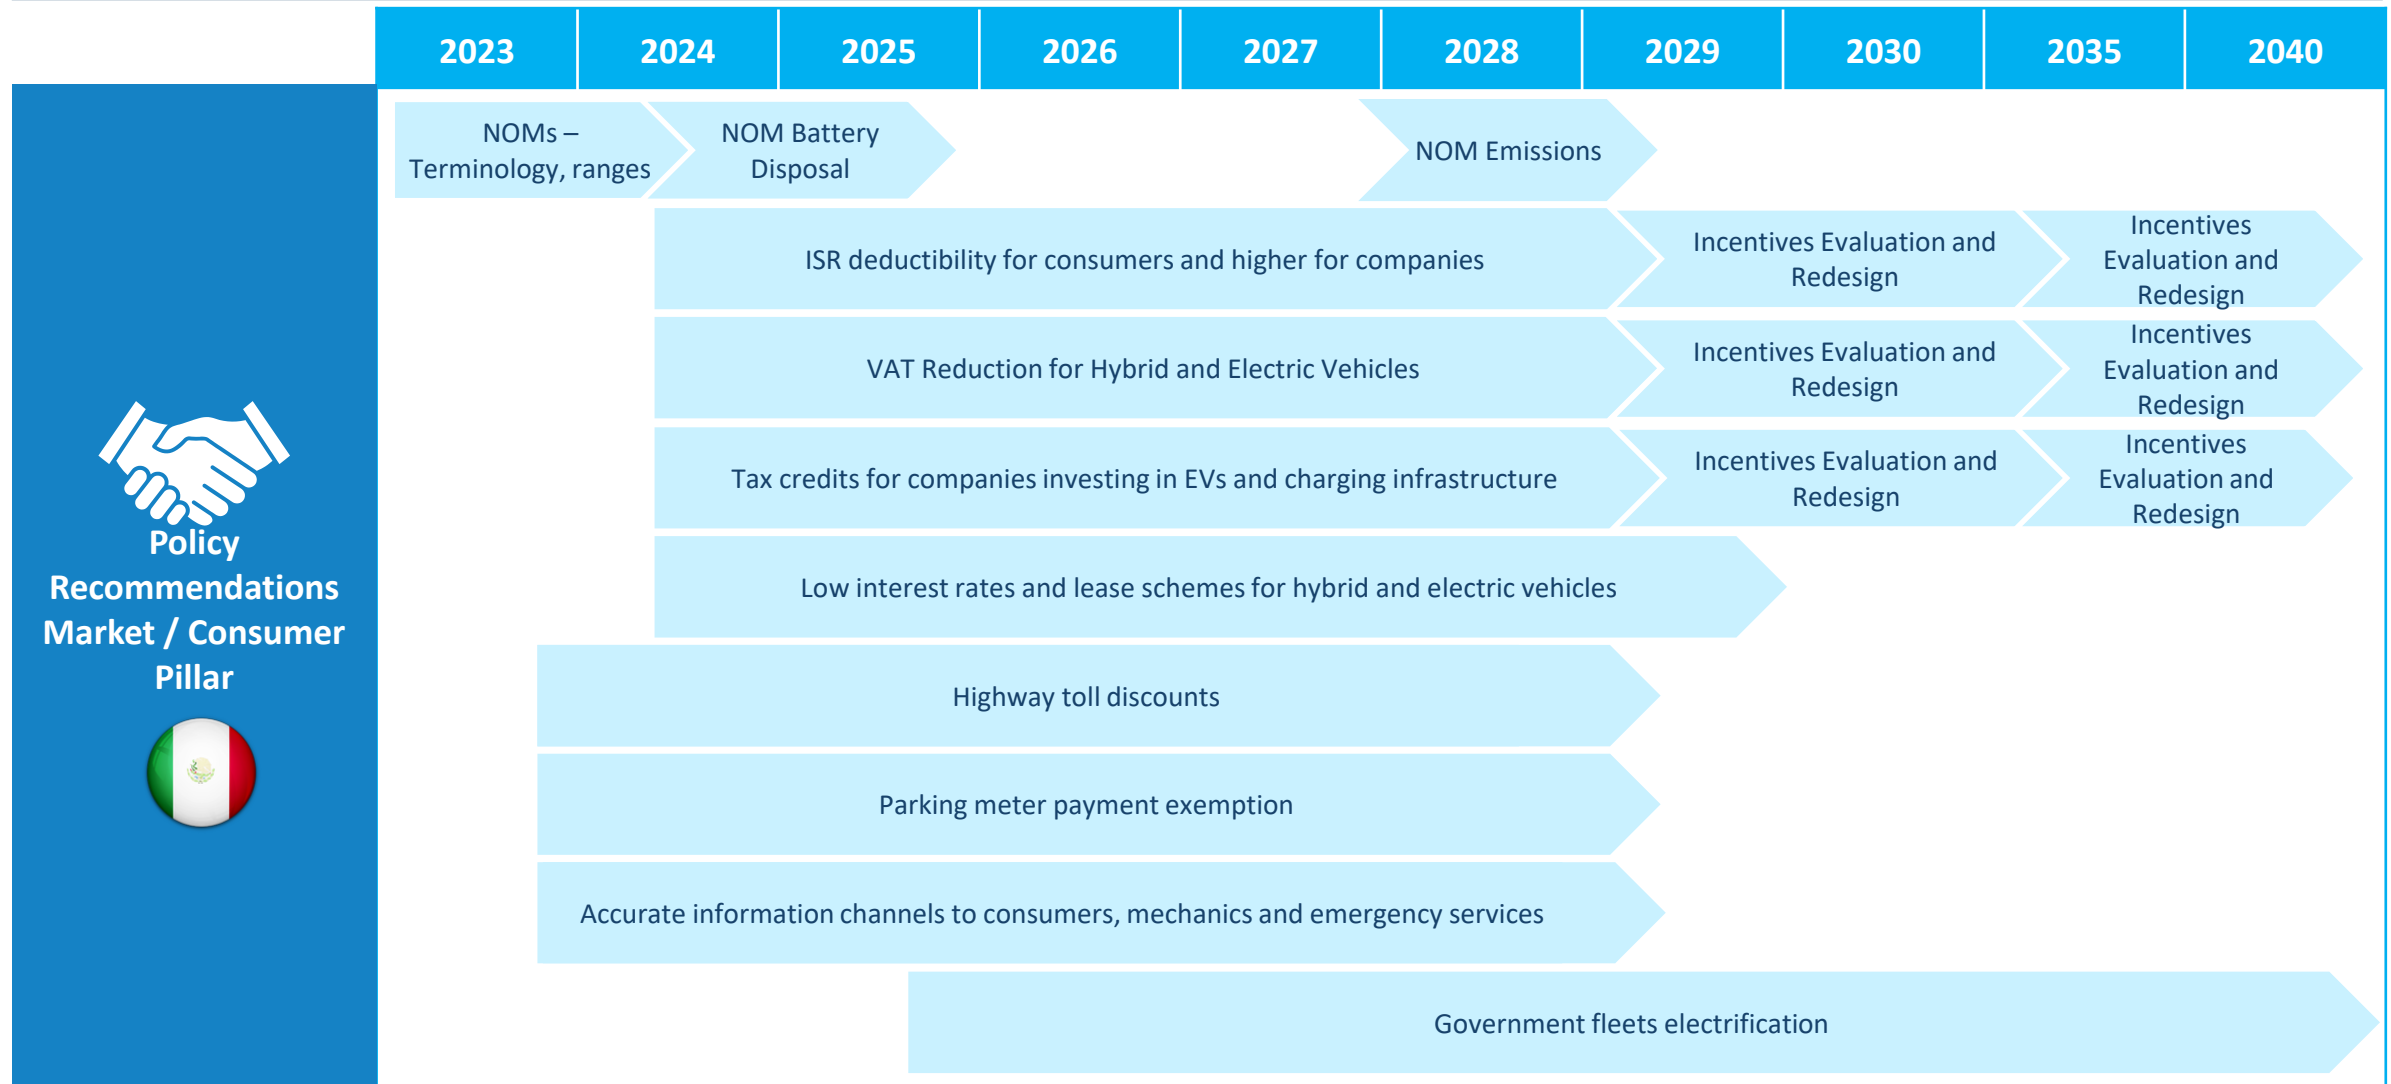 2023 2024 2025 2026 2027 2028 2029 2030 2035 2040
NOMs –
Terminology, ranges
NOM Battery
Disposal
NOM Emissions
ISR deductibility for consumers and higher for companies
Incentives Evaluation and
Redesign
Incentives
Evaluation and
Redesign
VAT Reduction for Hybrid and Electric Vehicles
Incentives Evaluation and
Redesign
Incentives
Evaluation and
Redesign
Tax credits for companies investing in EVs and charging infrastructure
Incentives Evaluation and
Redesign
Incentives
Evaluation and
Redesign
Policy
Recommendations
Market / Consumer
Pillar
Low interest rates and lease schemes for hybrid and electric vehicles
Highway toll discounts
Parking meter payment exemption
Accurate information channels to consumers, mechanics and emergency services
Government fleets electrification